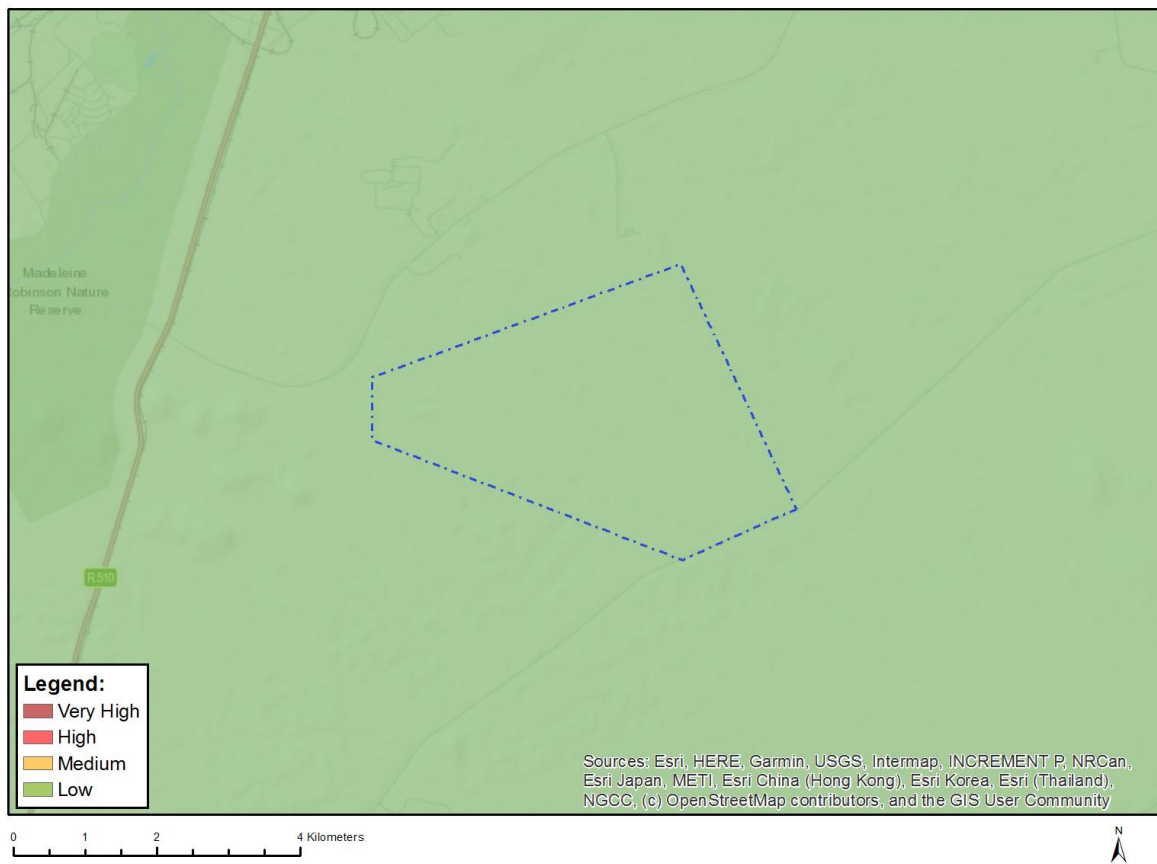 Madeleine
obinson Nature
Reserve
R510
Legend:
Very High
High
Medium
Low
Sources: Esri, HERE, Garmin, USGS, Intermap, INCREMENT P, NRCan,
Esri Japan, METI, Esri China (Hong Kong), Esri Korea, Esri (Thailand),
NGCC, (c) OpenStreetMap contributors, and the GIS User Community
0 1 2 4 Kilometers
N